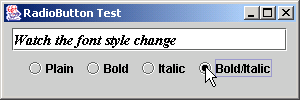 RadioButton Test
Watch the font style change
Plain Bold Italic Bold/Italic